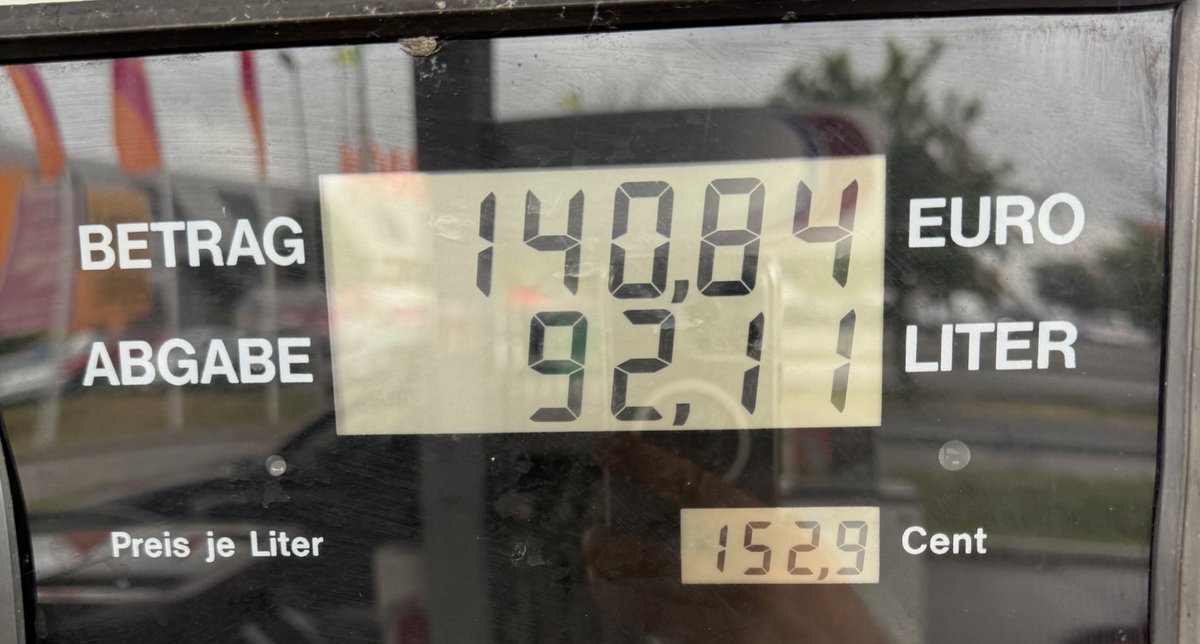 BETRAG 140,84 EURO
ABGABE 92,11 LITER
Preis je Liter 152,9 Cent